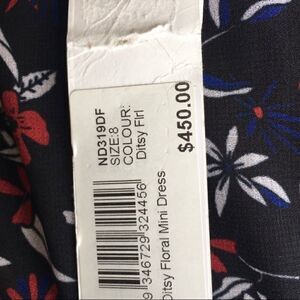 ND319DF
SIZE:8
COLOUR:
Ditsy Flrl
$450.00
9 346729 324456
Ditsy Floral Mini Dress